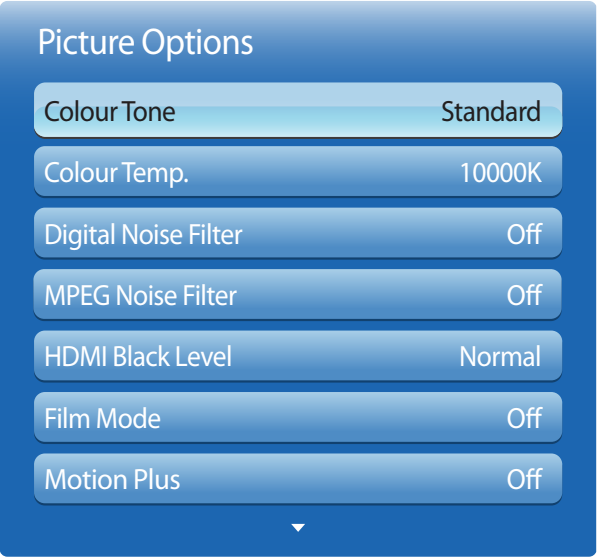 Picture Options
Colour Tone Standard
Colour Temp. 10000K
Digital Noise Filter Off
MPEG Noise Filter Off
HDMI Black Level Normal
Film Mode Off
Motion Plus Off